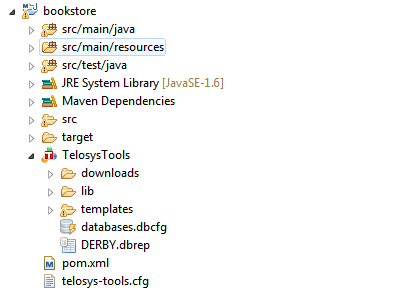 bookstore
src/main/java
src/main/resources
src/test/java
JRE System Library [JavaSE-1.6]
Maven Dependencies
src
target
TelosysTools
downloads
lib
templates
databases.dbcfg
DERBY.dbrep
pom.xml
telosys-tools.cfg